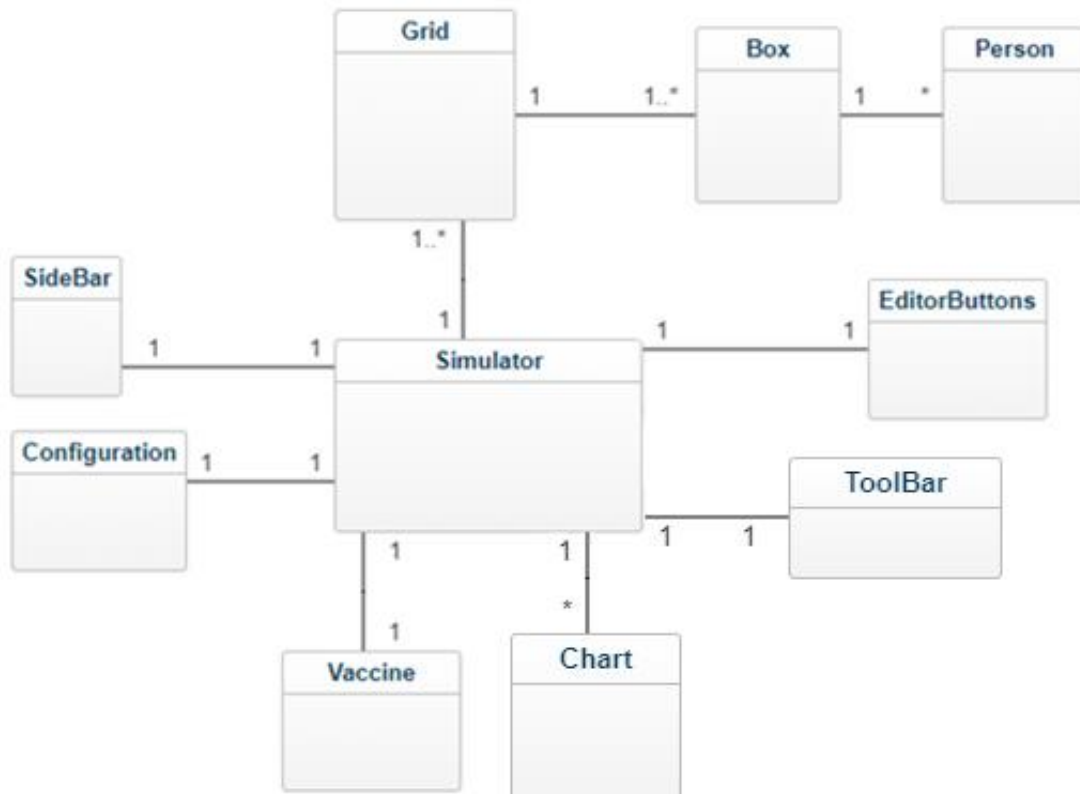 Grid
Box
Person
1
1..*
1
*
1..*
SideBar
EditorButtons
1
1
1
1
1
Simulator
Configuration
1
1
ToolBar
1
1
1
1
*
1
Vaccine
Chart